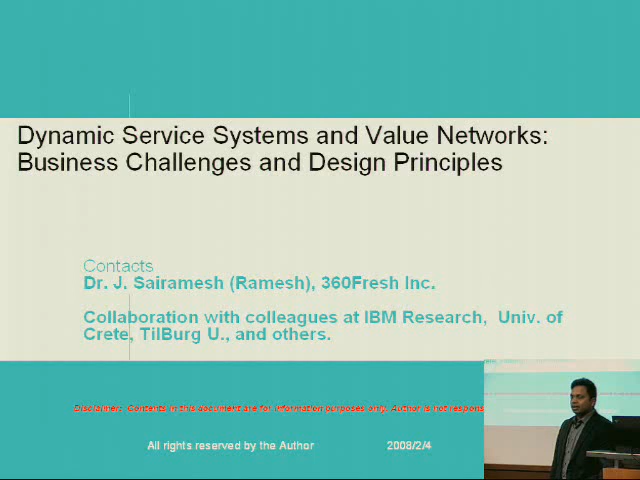 Dynamic Service Systems and Value Networks:
Business Challenges and Design Principles
Contacts
Dr. J. Sairamesh (Ramesh), 360Fresh Inc.
Collaboration with colleagues at IBM Research, Univ. of
Crete, TilBurg U., and others.
Disclaimer: Contents in this document are for information purposes only. Author is not respons
All rights reserved by the Author
2008/2/4